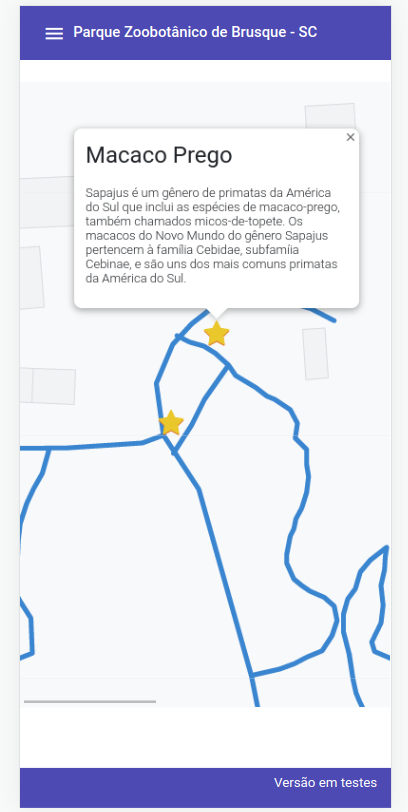 Parque Zoobotânico de Brusque - SC
×
Macaco Prego
Sapajus é um gênero de primatas da América
do Sul que inclui as espécies de macaco-prego,
também chamados micos-de-topete. Os
macacos do Novo Mundo do gênero Sapajus
pertencem à família Cebidae, subfamíia
Cebinae, e são uns dos mais comuns primatas
da América do Sul.
Versão em testes